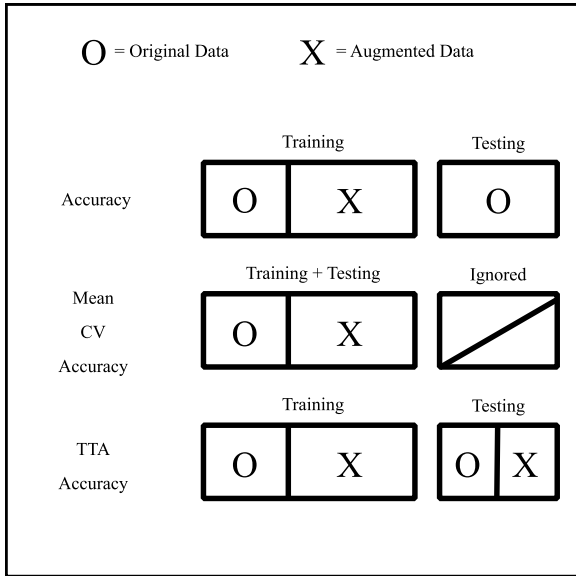 O = Original Data X = Augmented Data
Training Testing
Accuracy O X O
Training + Testing Ignored
Mean
CV O X
Accuracy
Training Testing
TTA
O X O X
Accuracy